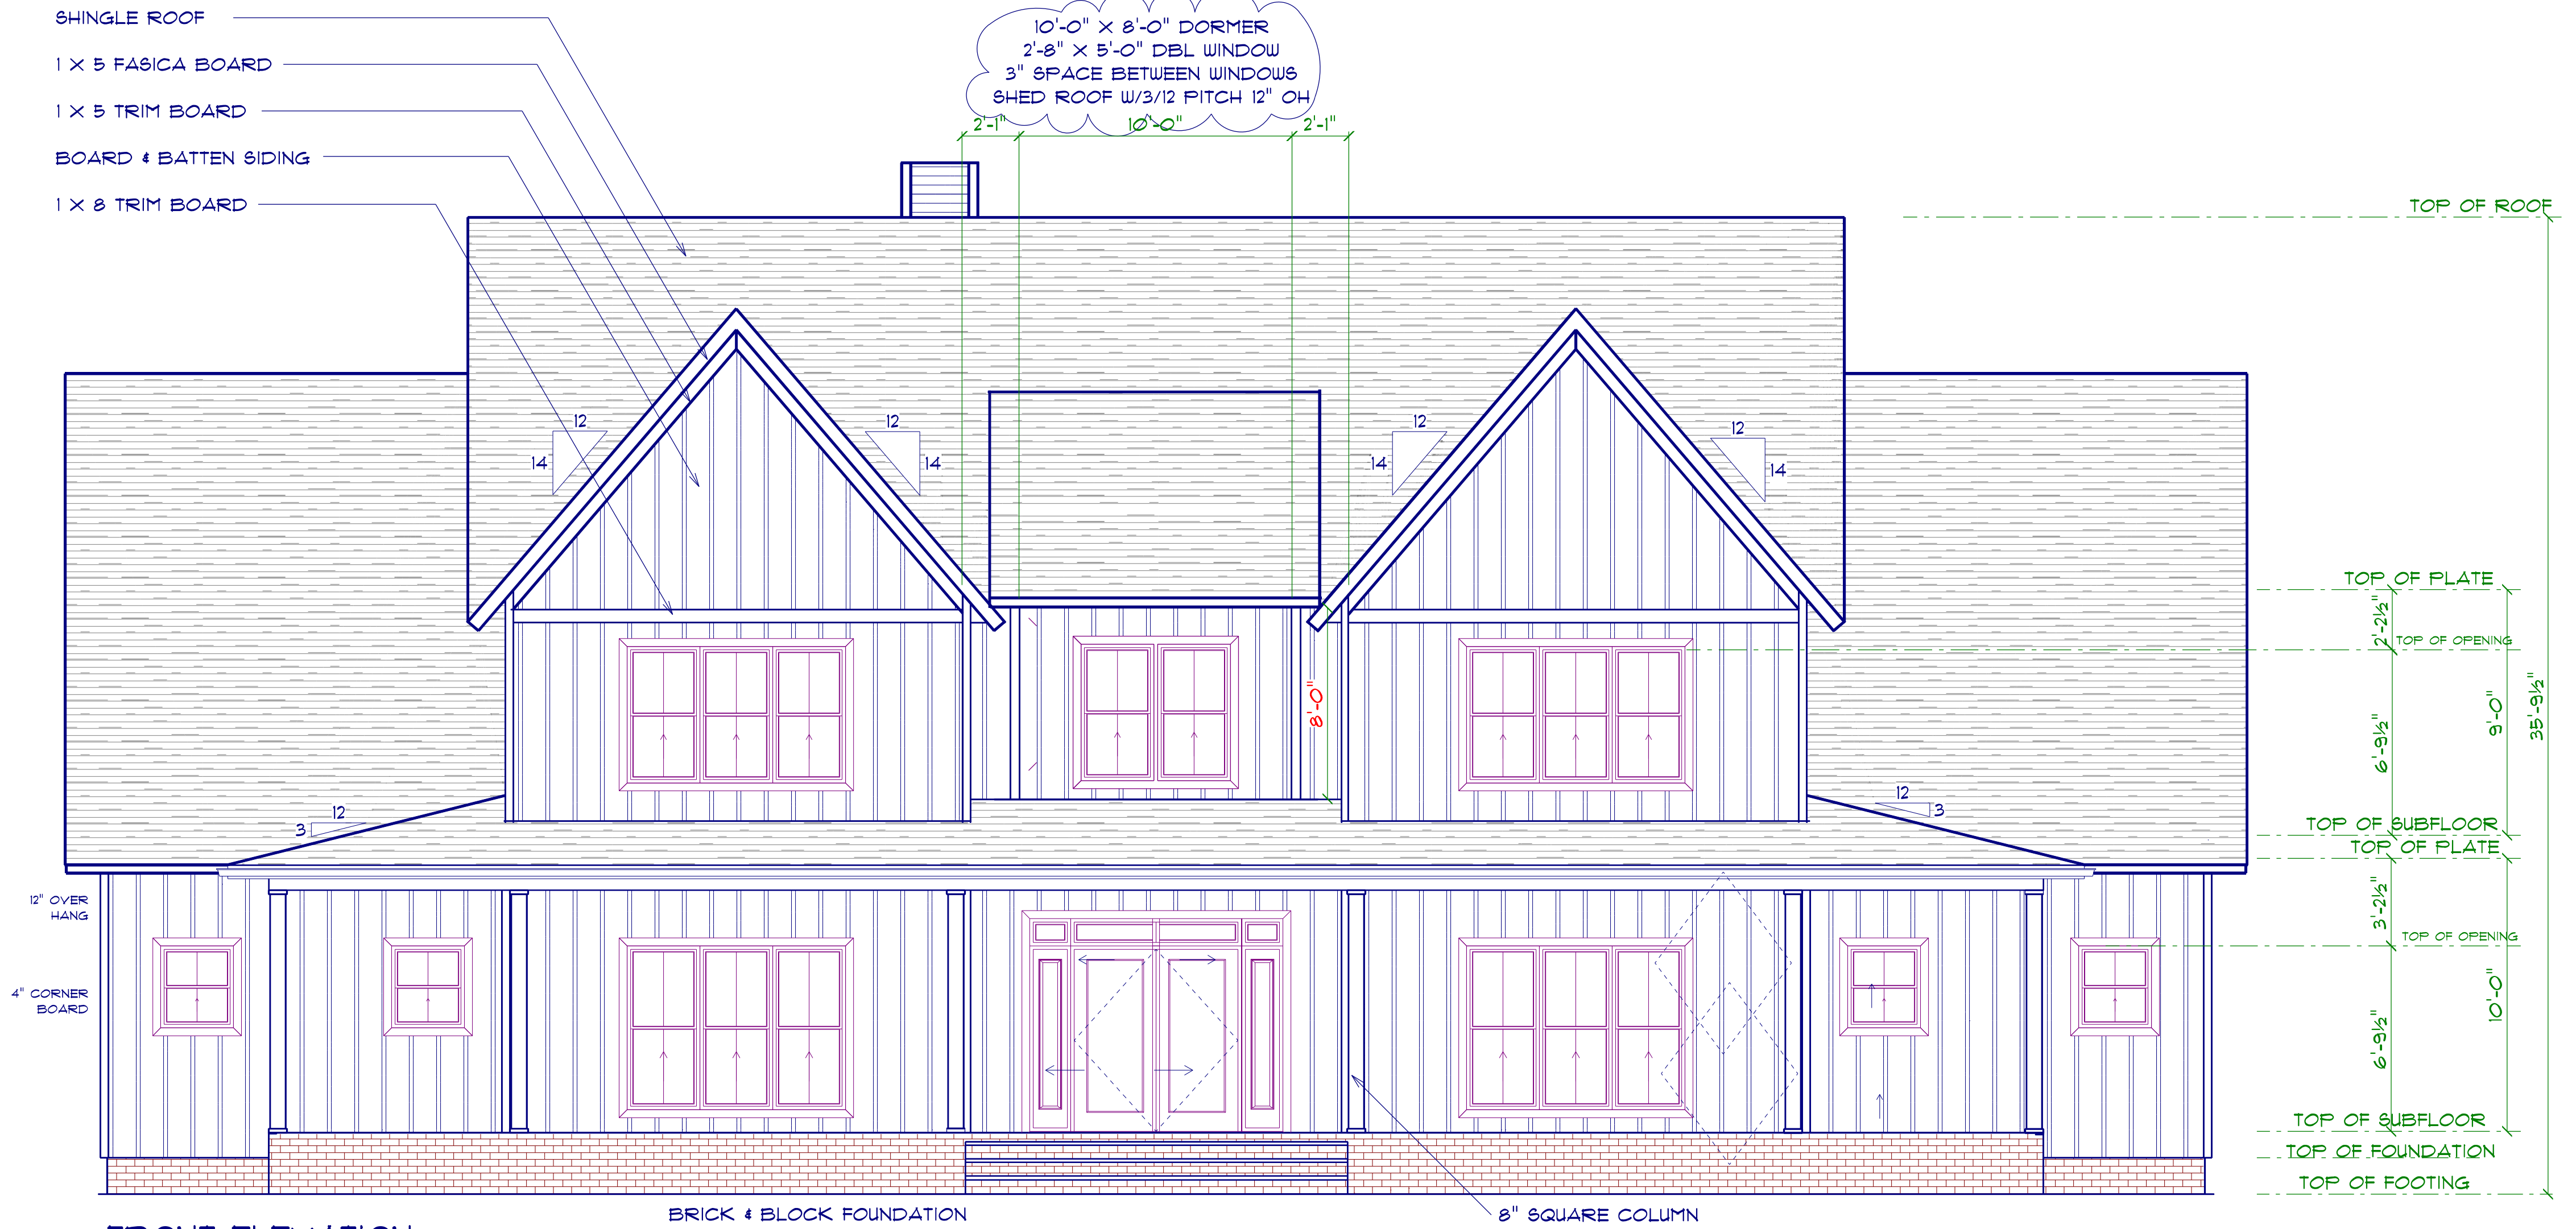 SHINGLE ROOF
1 X 5 FASICA BOARD
1 X 5 TRIM BOARD
BOARD & BATTEN SIDING
1 X 8 TRIM BOARD
10'-0" X 8'-0" DORMER
2'-8" X 5'-0" DBL WINDOW
3" SPACE BETWEEN WINDOWS
SHED ROOF W/3/12 PITCH 12" OH
2'-1"
10'-0"
2'-1"
TOP OF ROOF
12
14
12
14
12
14
12
14
TOP OF PLATE
2'-2½"
TOP OF OPENING
8'-0"
6'-9½"
9'-0"
35'-9½"
12
3
12
3
TOP OF SUBFLOOR
TOP OF PLATE
12" OVER
HANG
3'-2½"
TOP OF OPENING
4" CORNER
BOARD
10'-0"
6'-9½"
TOP OF SUBFLOOR
TOP OF FOUNDATION
TOP OF FOOTING
BRICK & BLOCK FOUNDATION
8" SQUARE COLUMN
FRONT ELEVATION